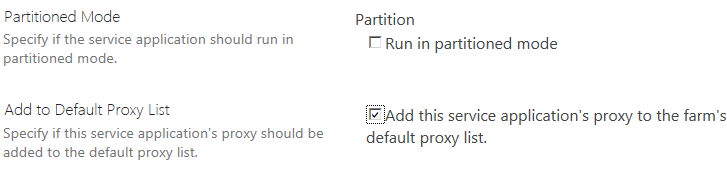 Partitioned Mode
Specify if the service application should run in
partitioned mode.
Partition
Run in partitioned mode
Add to Default Proxy List
Specify if this service application's proxy should be
added to the default proxy list.
Add this service application's proxy to the farm's
default proxy list.